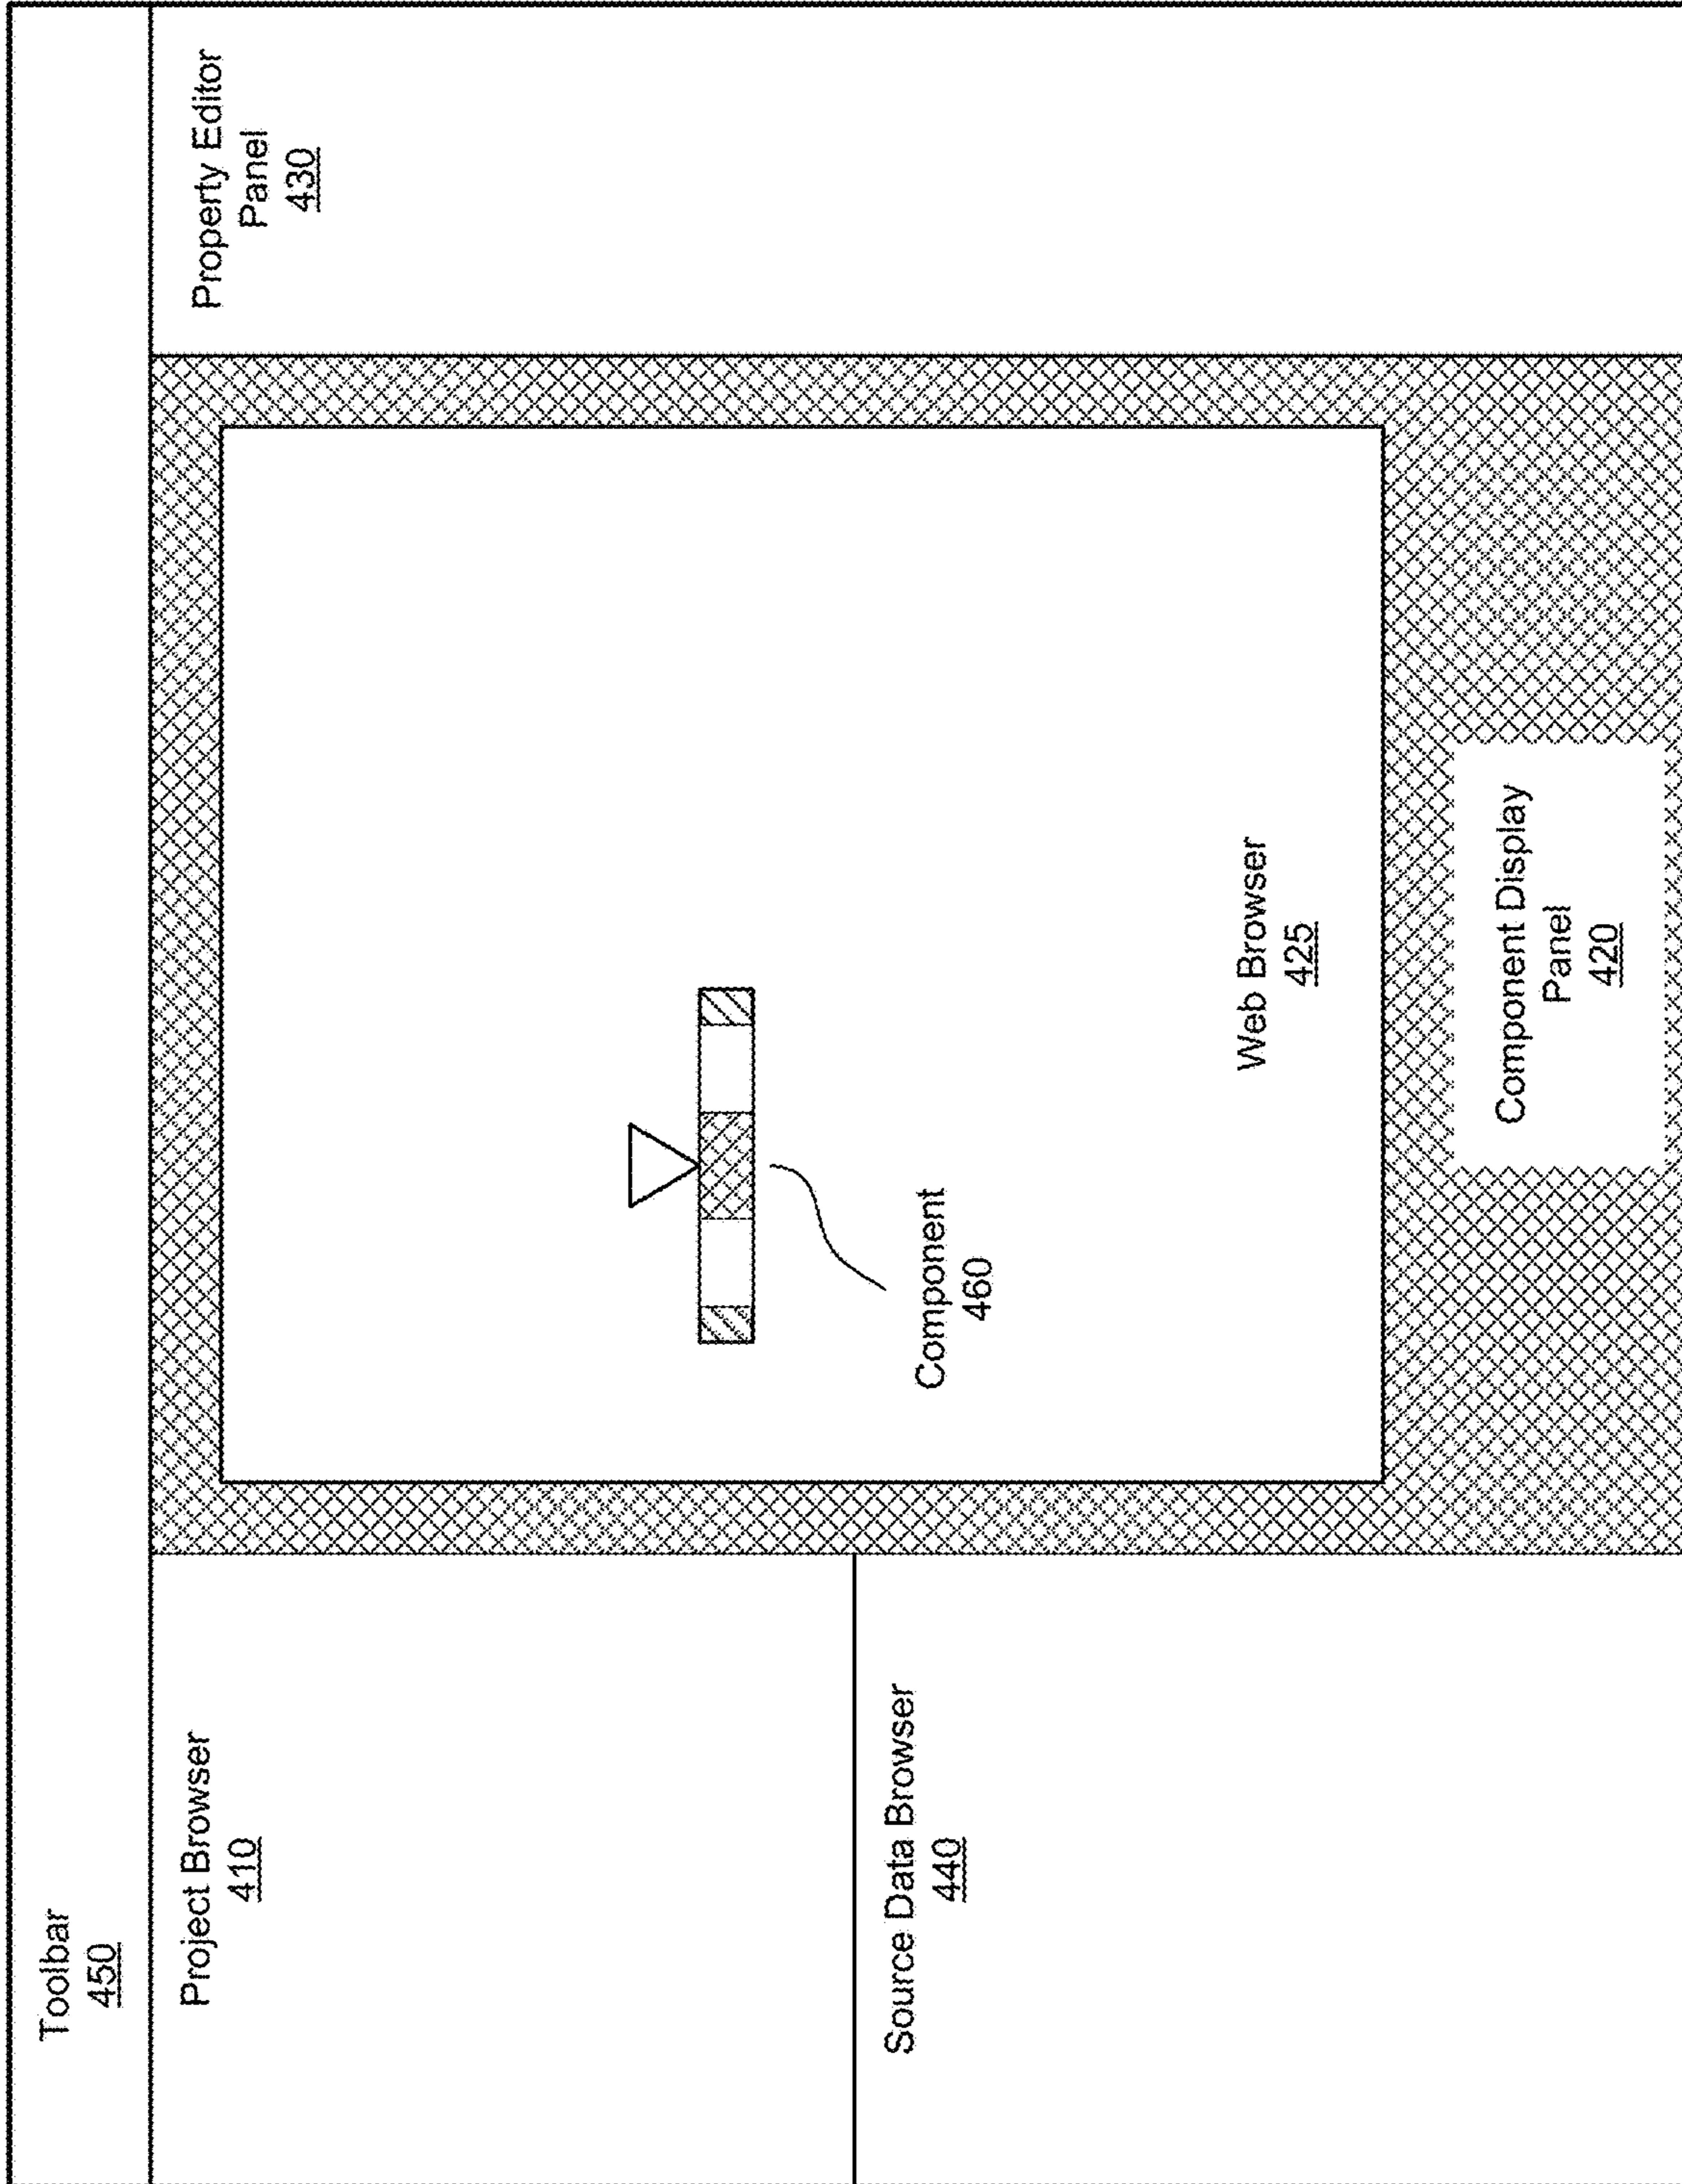 Toolbar
450
Project Browser
410
Source Data Browser
440
Component
460
Web Browser
425
Component Display
Panel
420
Property Editor
Panel
430